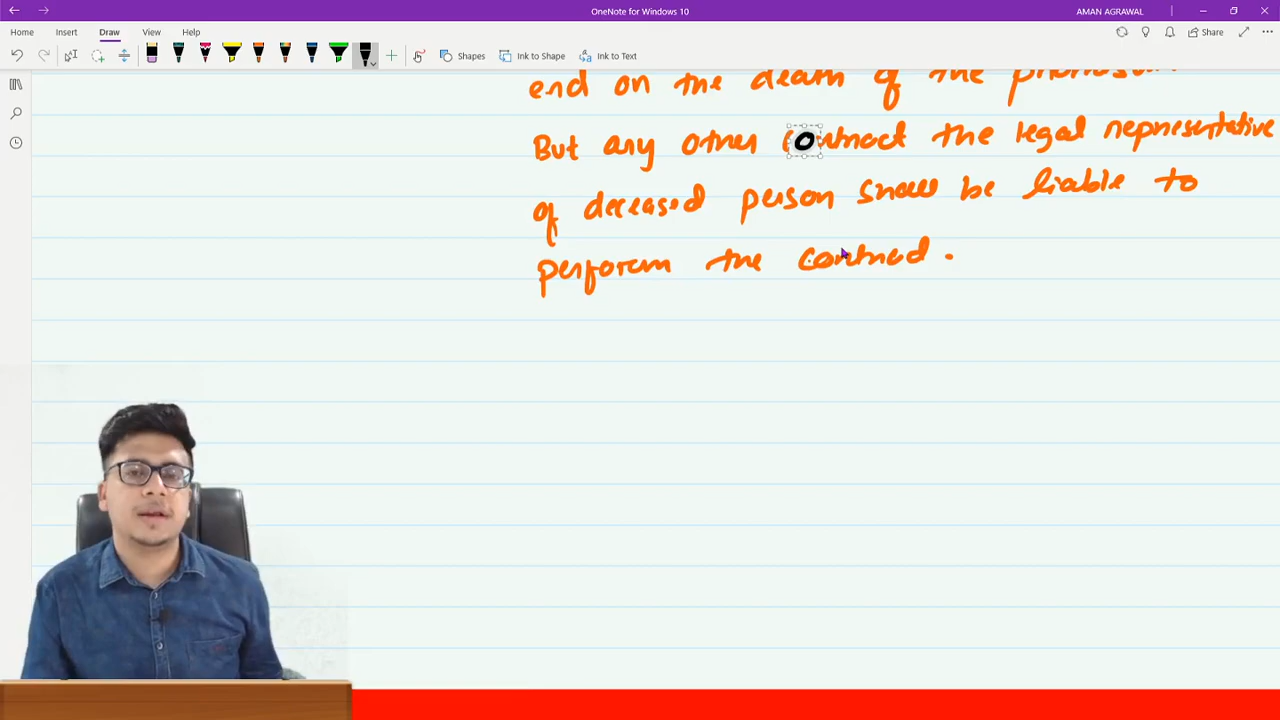 OneNote for Windows 10
AMAN AGRAWAL
Home Insert Draw View Help
Shapes Ink to Shape Ink to Text Share
end on the death of the
But any other contract the legal representative
of deceased person shall be liable to
perform the contract.